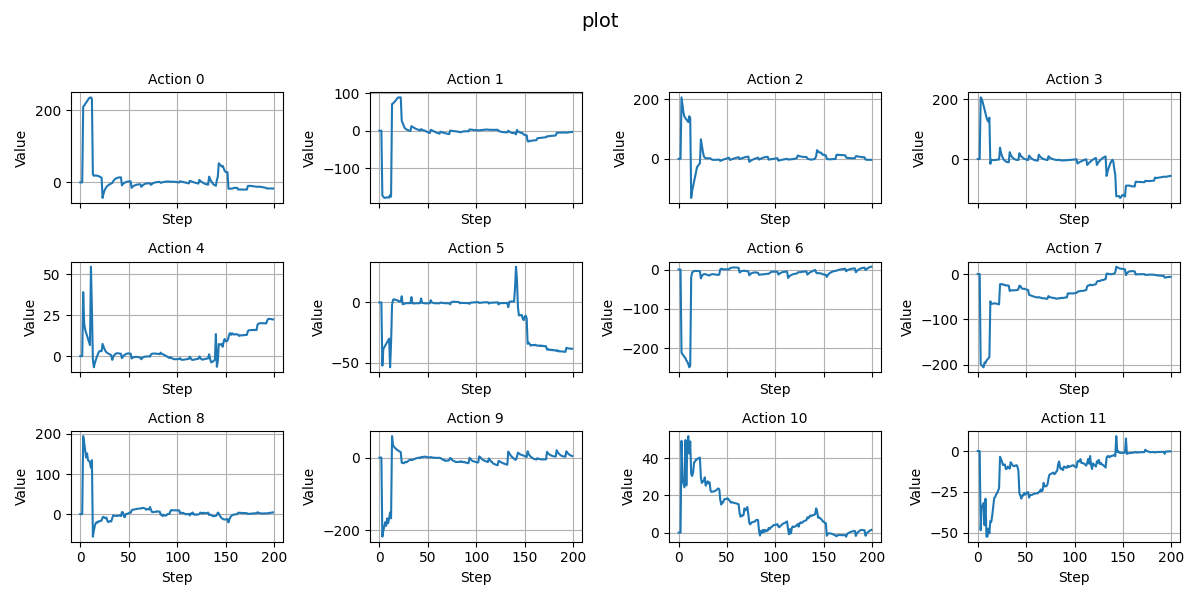 plot
Action 0
Action 1
Action 2
Action 3
200
0
Value
Step
100
0
−100
Value
Step
200
0
Value
Step
200
0
Value
Step
Action 4
Action 5
Action 6
Action 7
50
25
0
Value
Step
0
−50
Value
Step
0
−100
−200
Value
Step
0
−100
−200
Value
Step
Action 8
Action 9
Action 10
Action 11
200
100
0
Value
0 50 100 150 200
Step
0
−200
Value
0 50 100 150 200
Step
40
20
0
Value
0 50 100 150 200
Step
0
−25
−50
Value
0 50 100 150 200
Step